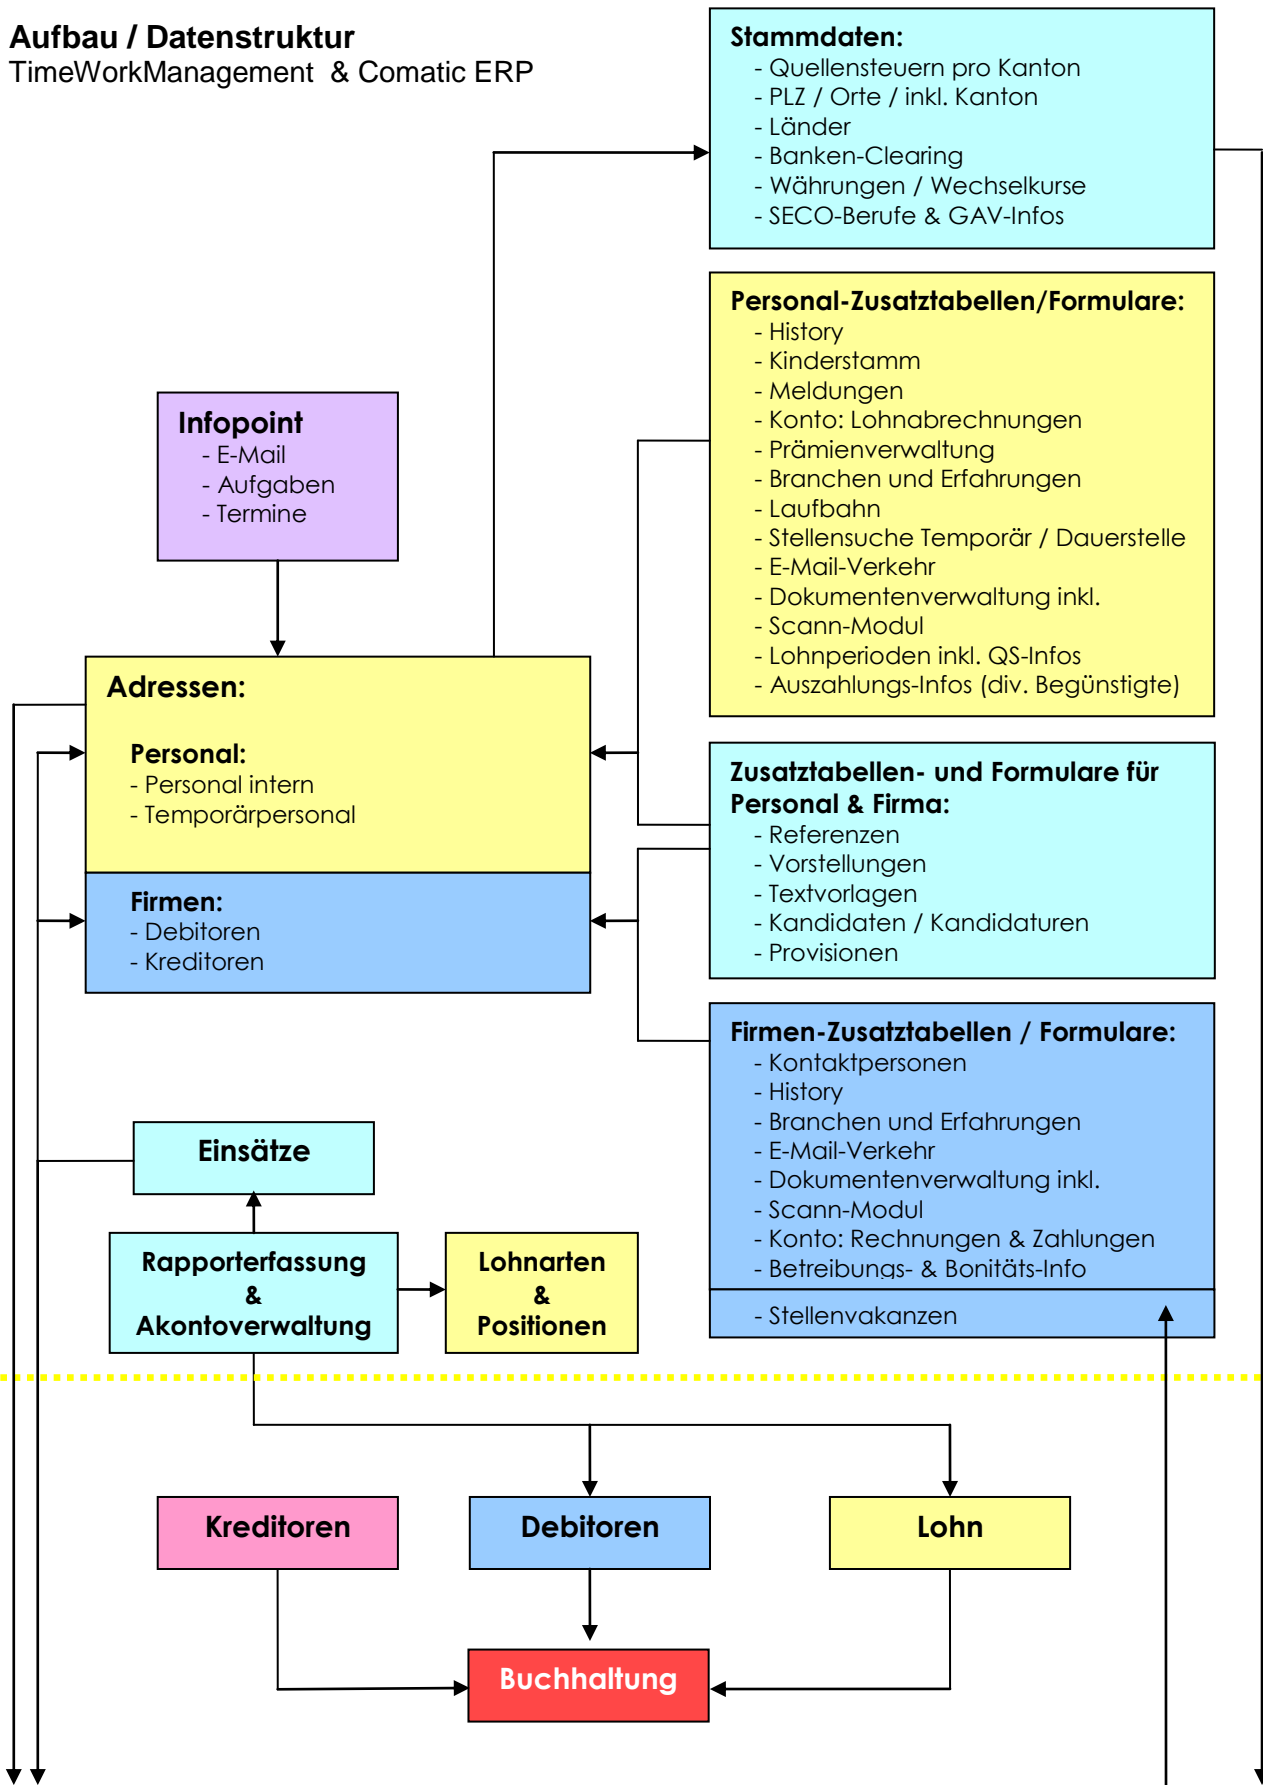 Aufbau / Datenstruktur
TimeWorkManagement & Comatic ERP
Stammdaten:
- Quellensteuern pro Kanton
- PLZ / Orte / inkl. Kanton
- Länder
- Banken-Clearing
- Währungen / Wechselkurse
- SECO-Berufe & GAV-Infos
Personal-Zusatztabellen/Formulare:
- History
- Kinderstamm
- Meldungen
- Konto: Lohnabrechnungen
- Prämienverwaltung
- Branchen und Erfahrungen
- Laufbahn
- Stellensuche Temporär / Dauerstelle
- E-Mail-Verkehr
- Dokumentenverwaltung inkl.
- Scann-Modul
- Lohnperioden inkl. QS-Infos
- Auszahlungs-Infos (div. Begünstigte)
Infopoint
- E-Mail
- Aufgaben
- Termine
Adressen:
Personal:
- Personal intern
- Temporärpersonal
Firmen:
- Debitoren
- Kreditoren
Zusatztabellen- und Formulare für
Personal & Firma:
- Referenzen
- Vorstellungen
- Textvorlagen
- Kandidaten / Kandidaturen
- Provisionen
Firmen-Zusatztabellen / Formulare:
- Kontaktpersonen
- History
- Branchen und Erfahrungen
- E-Mail-Verkehr
- Dokumentenverwaltung inkl.
- Scann-Modul
- Konto: Rechnungen & Zahlungen
- Betreibungs- & Bonitäts-Info
- Stellenvakanzen
Einsätze
Rapporterfassung
&
Akontoverwaltung
Lohnarten
&
Positionen
Kreditoren
Debitoren
Lohn
Buchhaltung